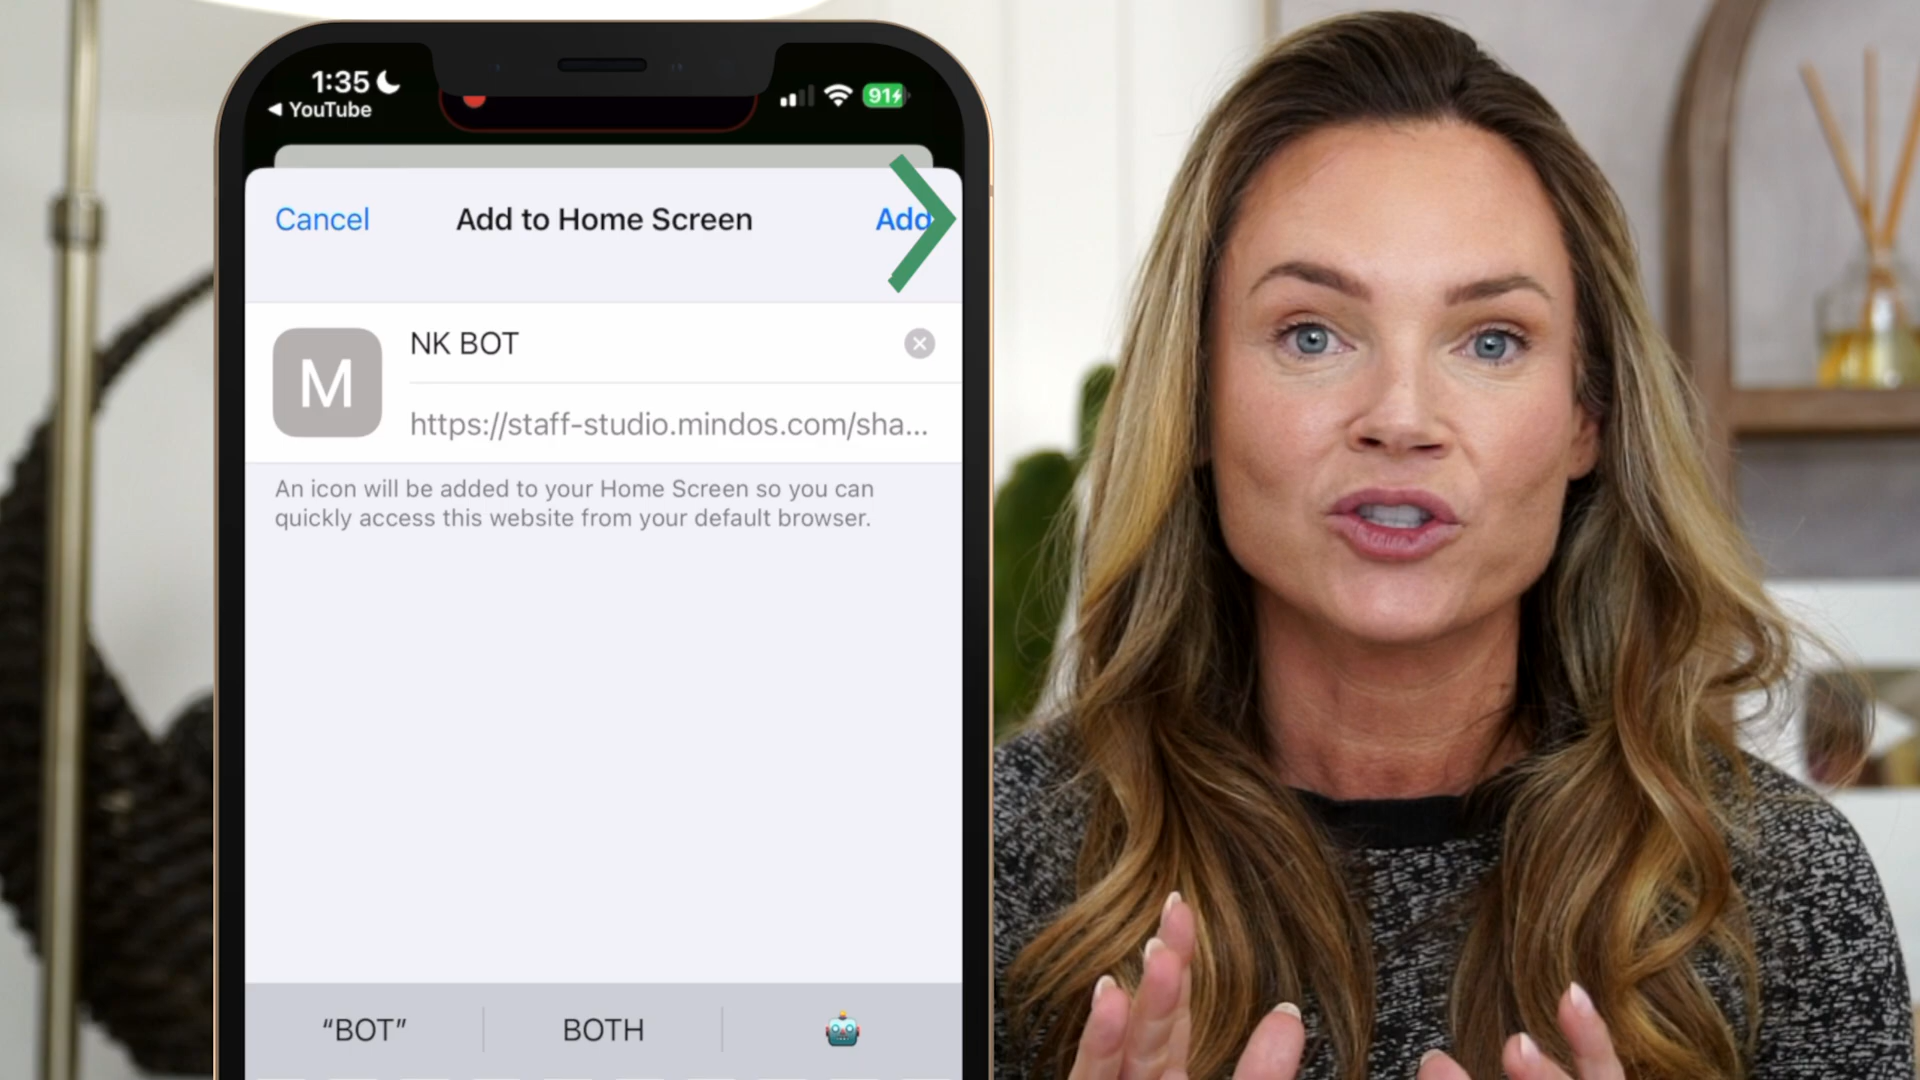 1:35
◀ YouTube
91
Cancel
Add to Home Screen
Add
M
NK BOT
https://staff-studio.mindos.com/sha...
An icon will be added to your Home Screen so you can
quickly access this website from your default browser.
“BOT”
BOTH